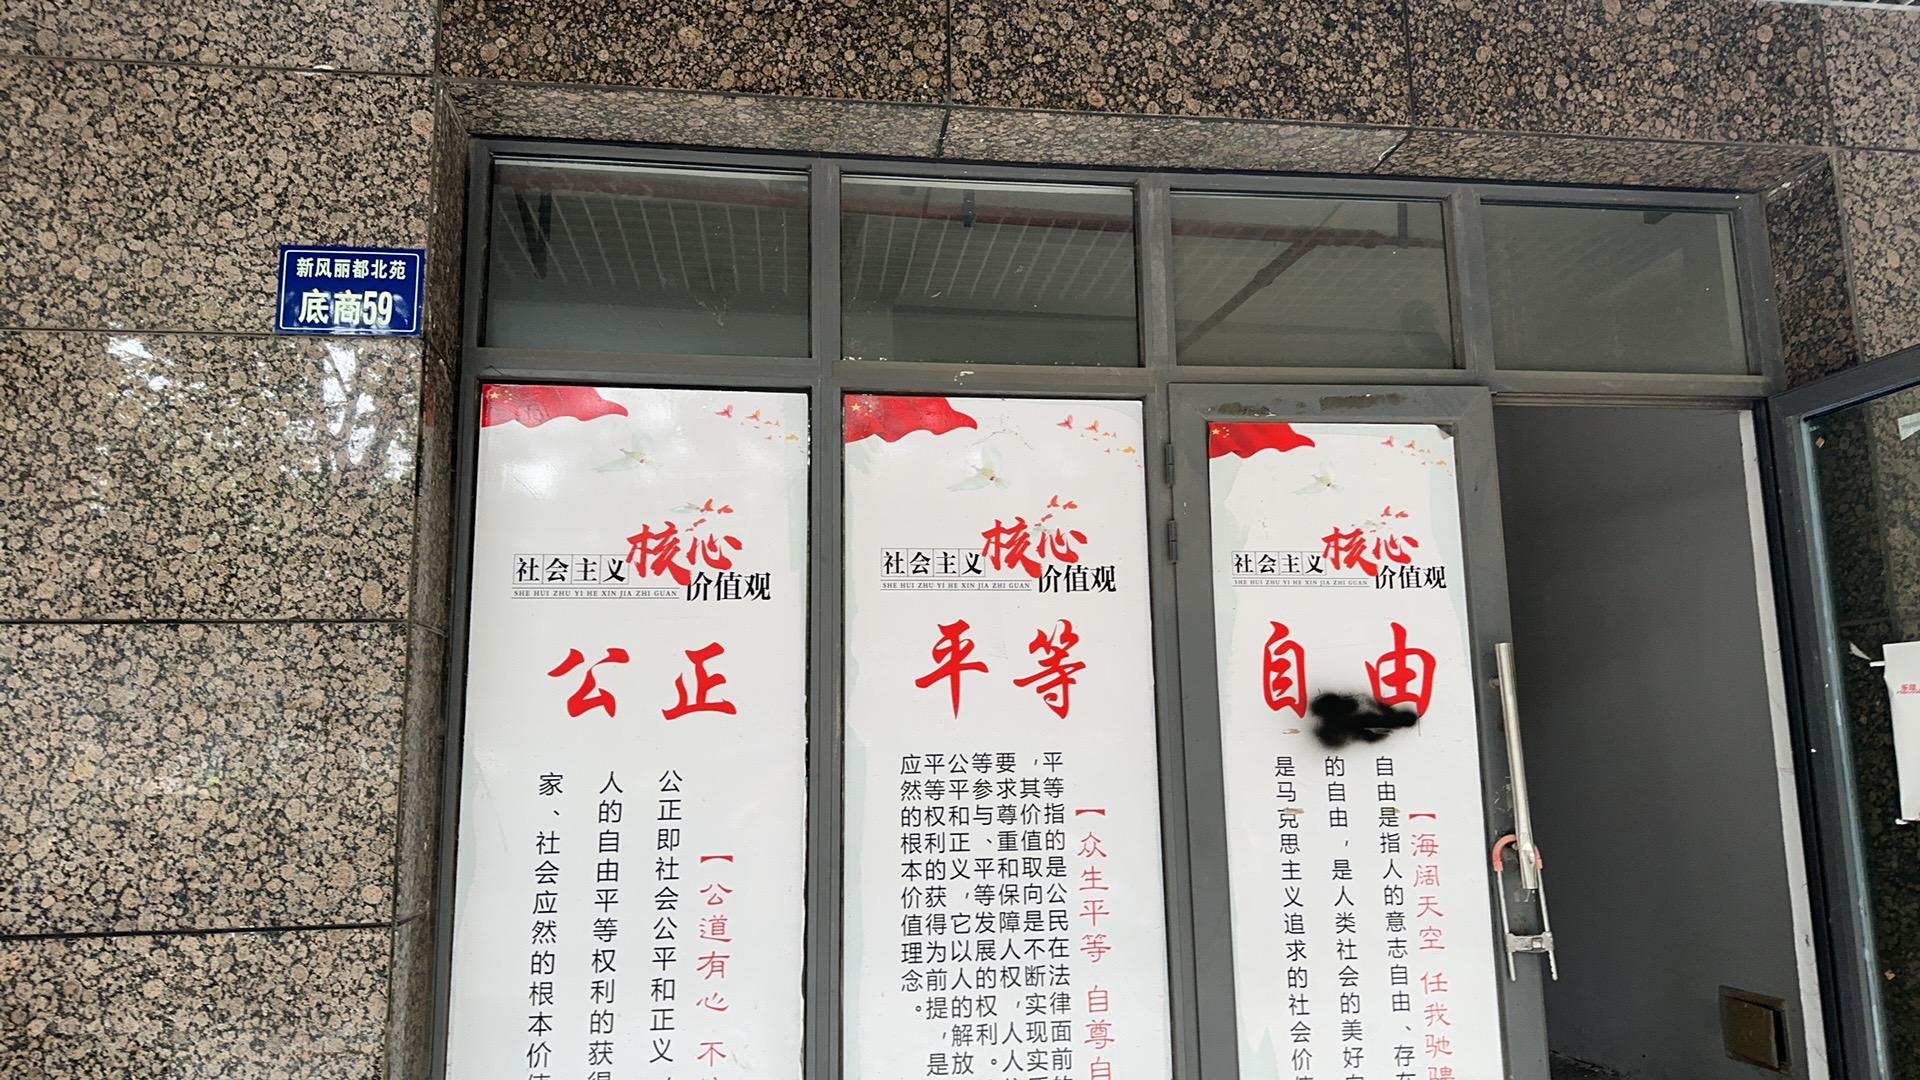 新风丽都北苑
底商59
社会主义核心价值观
SHE HUI ZHU YI HE XIN JIA ZHI GUAN
公正
【公道有心 不
公正即社会公平和正义，
人的自由平等权利的获得
家、社会应然的根本价值
社会主义核心价值观
SHE HUI ZHU YI HE XIN JIA ZHI GUAN
平等
【众生平等 自尊自
平等指的是公民在法律面前的
，其价值取向是不断实现实质
要求尊重和保障人权，人人
等参与、平等发展的权利。
公平和正义，它以人的解放
平等权利的获得为前提，是
应然的根本价值理念。
社会主义核心价值观
SHE HUI ZHU YI HE XIN JIA ZHI GUAN
自由
【海阔天空 任我驰骋
自由是指人的意志自由、存在
的自由，是人类社会的美好向
是马克思主义追求的社会价值